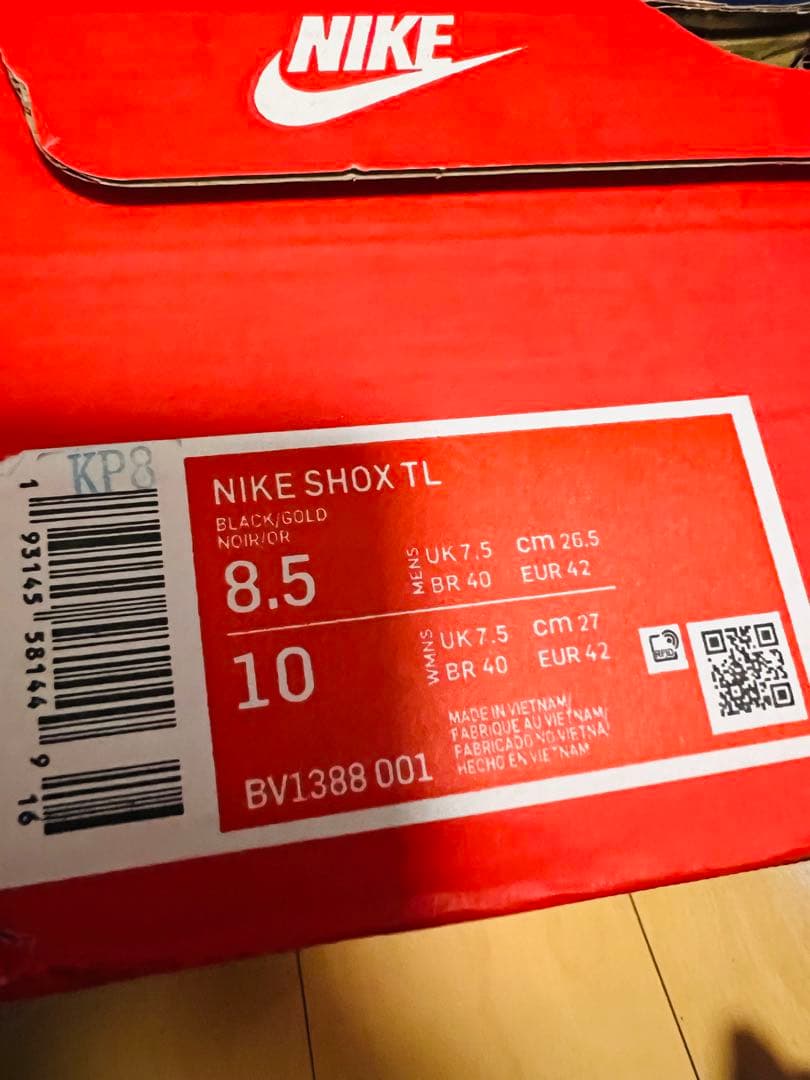 NIKE
KP8
1 93145 58144 9 16
NIKE SHOX TL
BLACK/GOLD
NOIR/OR
8.5
MENS
UK 7.5 cm 26.5
BR 40 EUR 42
10
WMNS
UK 7.5 cm 27
BR 40 EUR 42
RFID
MADE IN VIETNAM/
FABRIQUE AU VIETNAM/
FABRICADO NO VIETNA/
HECHO EN VIETNAM
BV1388 001